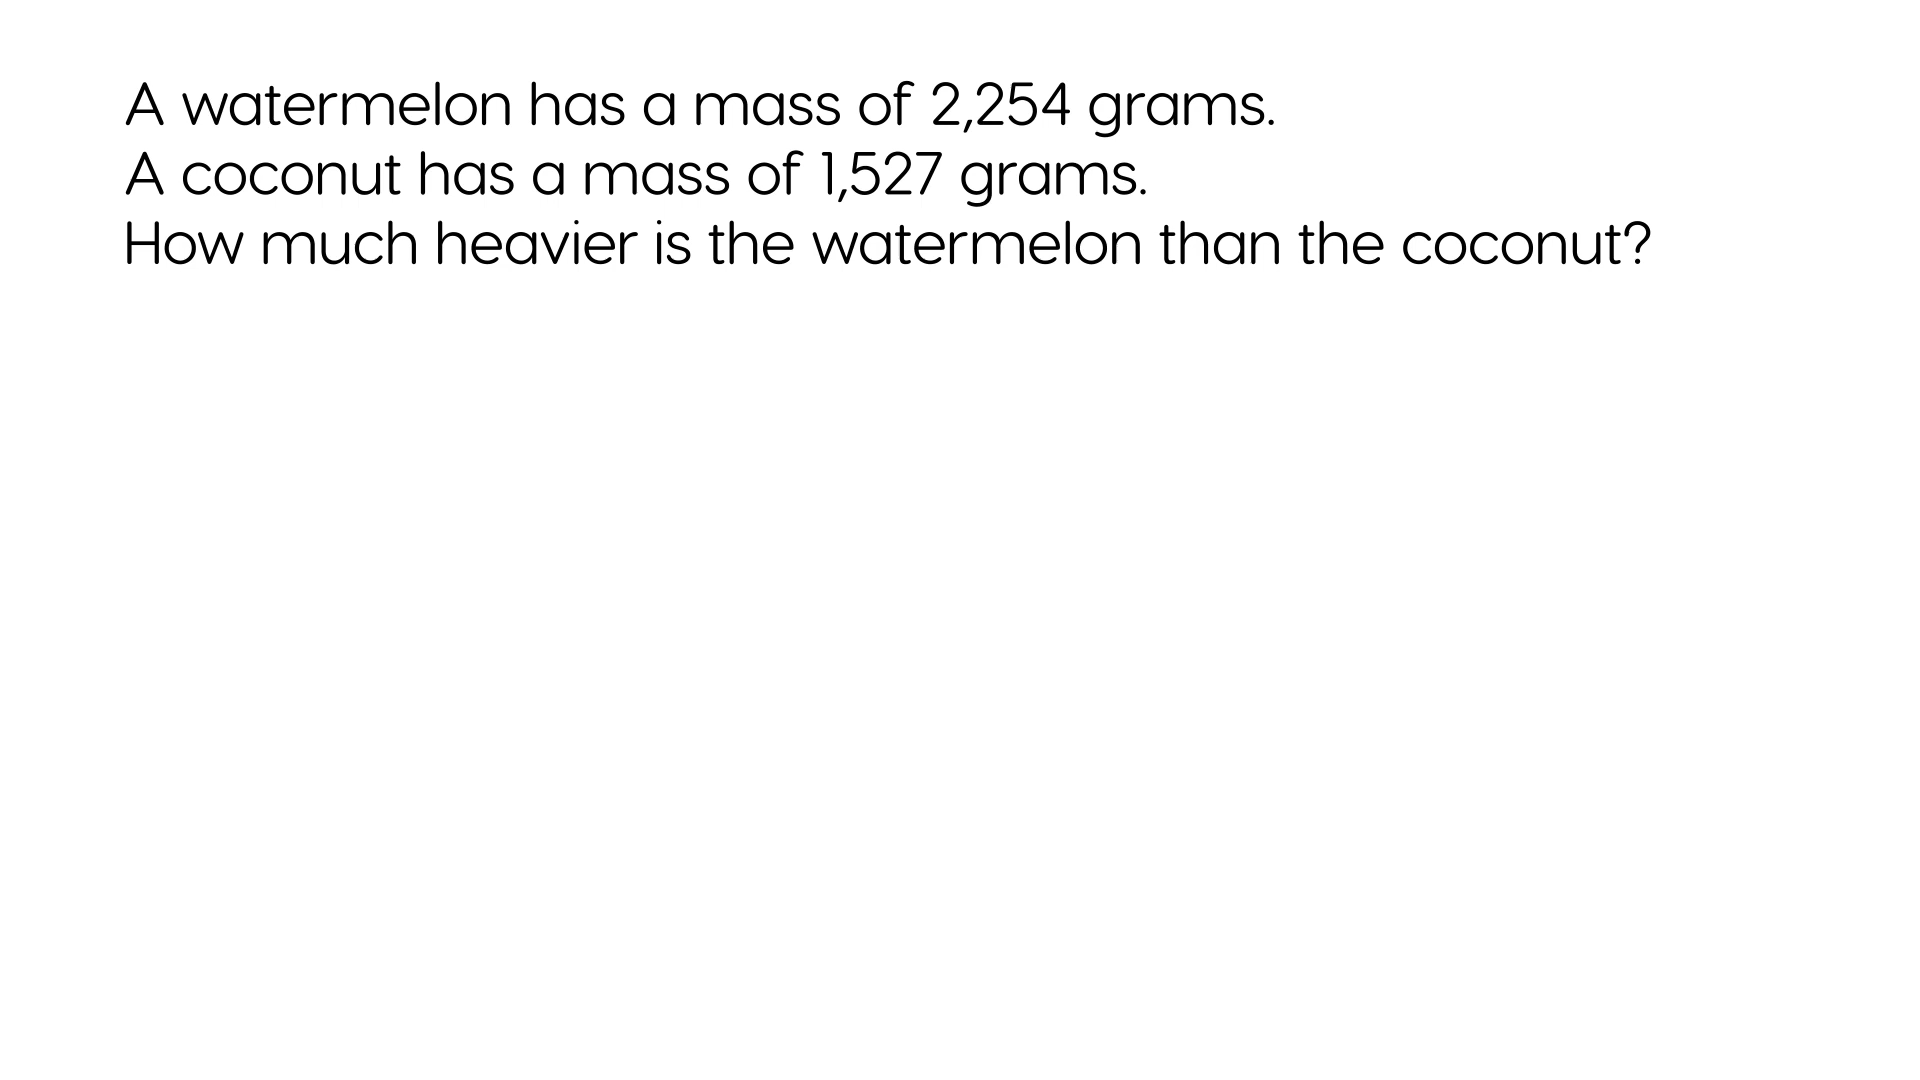 A watermelon has a mass of 2,254 grams.
A coconut has a mass of 1,527 grams.
How much heavier is the watermelon than the coconut?